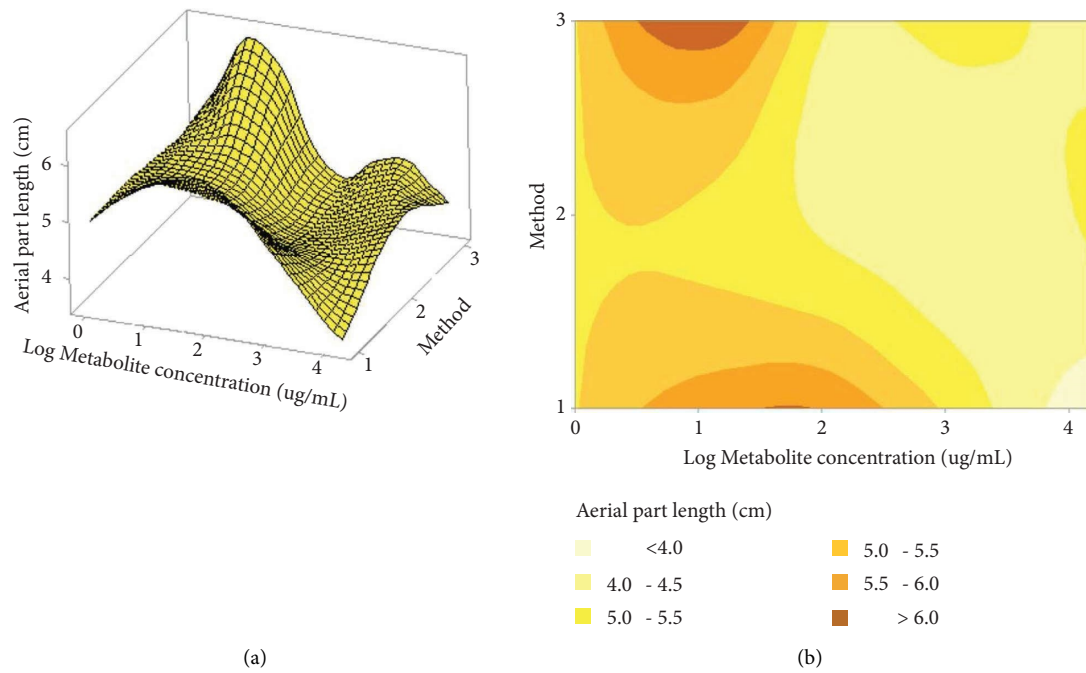 6
5
4
Aerial part length (cm)
0
1
2
3
4
Log Metabolite concentration (ug/mL)
1
2
3
Method
(a)
3
2
1
Method
0
1
2
3
4
Log Metabolite concentration (ug/mL)
Aerial part length (cm)
<4.0
4.0 - 4.5
5.0 - 5.5
5.0 - 5.5
5.5 - 6.0
> 6.0
(b)